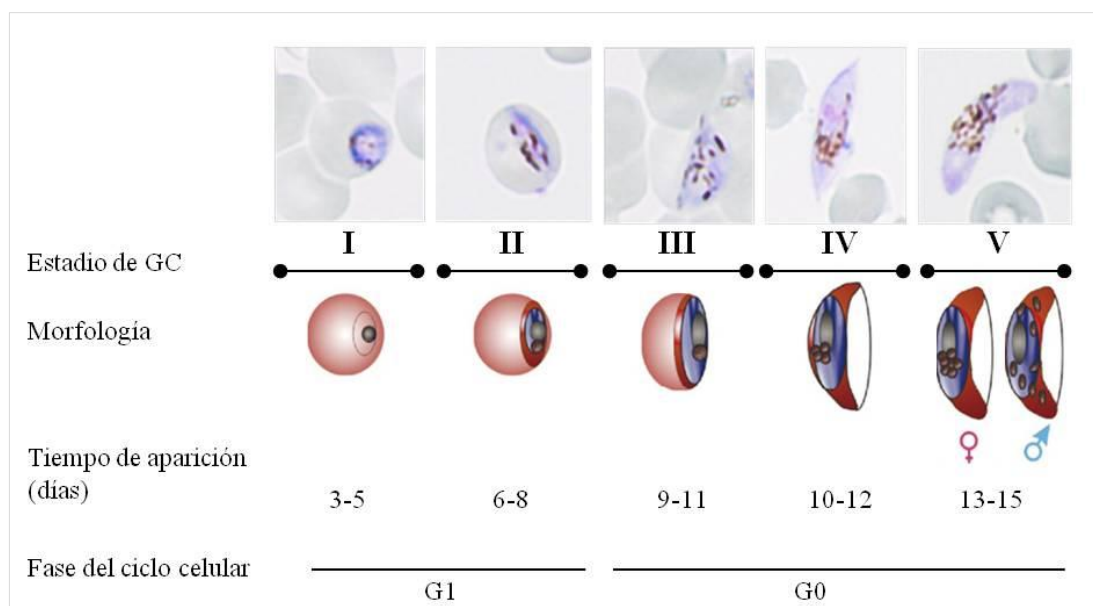 I II III IV V
Estadio de GC
Morfología
♀ ♂
Tiempo de aparición
(días)
3-5 6-8 9-11 10-12 13-15
Fase del ciclo celular
G1 G0